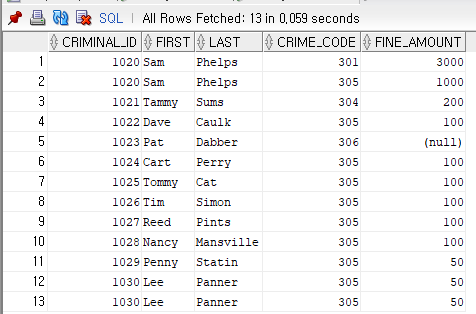 SQL | All Rows Fetched: 13 in 0,059 seconds
CRIMINAL_ID FIRST LAST CRIME_CODE FINE_AMOUNT
1 1020 Sam Phelps 301 3000
2 1020 Sam Phelps 305 1000
3 1021 Tammy Sums 304 200
4 1022 Dave Caulk 305 100
5 1023 Pat Dabber 306 (null)
6 1024 Cart Perry 305 100
7 1025 Tommy Cat 305 100
8 1026 Tim Simon 305 100
9 1027 Reed Pints 305 100
10 1028 Nancy Mansville 305 100
11 1029 Penny Statin 305 50
12 1030 Lee Panner 305 50
13 1030 Lee Panner 305 50